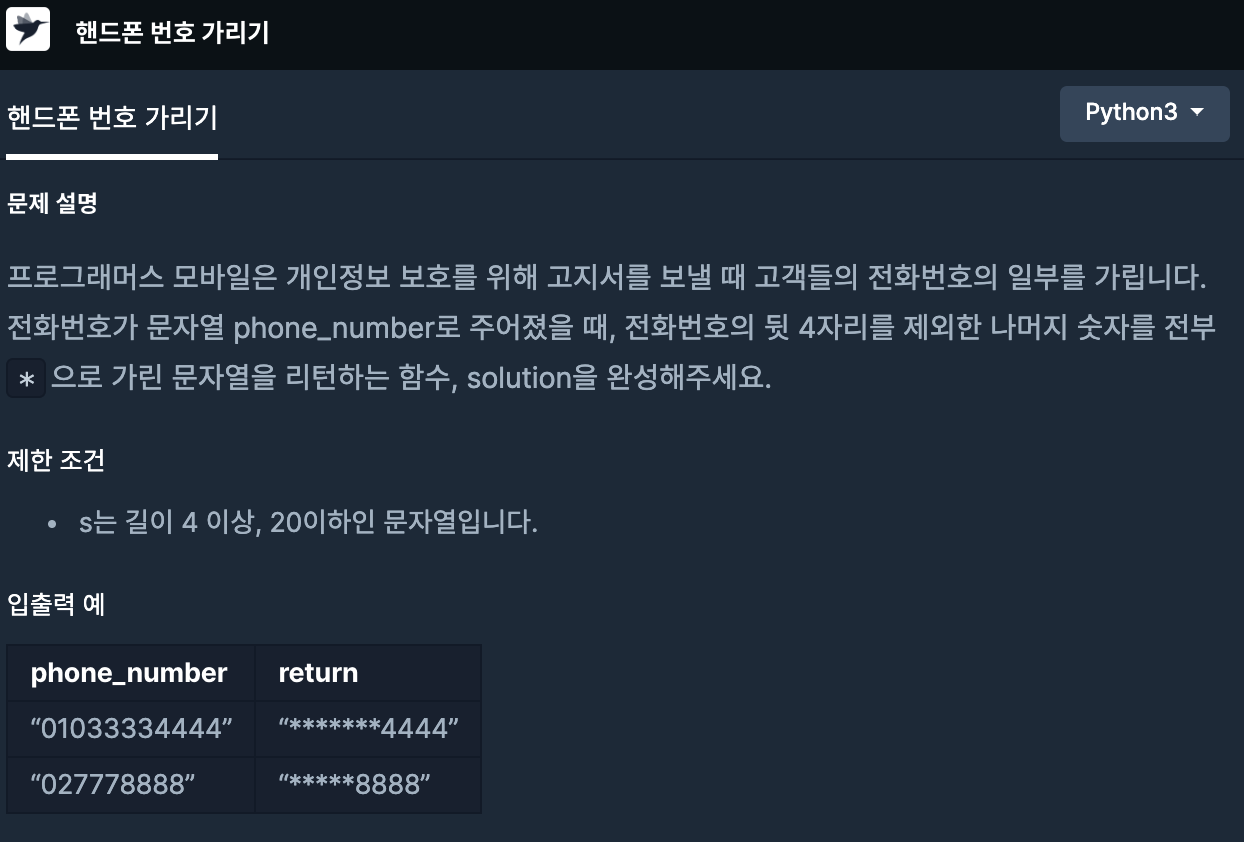 핸드폰 번호 가리기
핸드폰 번호 가리기
Python3
문제 설명
프로그래머스 모바일은 개인정보 보호를 위해 고지서를 보낼 때 고객들의 전화번호의 일부를 가립니다.
전화번호가 문자열 phone_number로 주어졌을 때, 전화번호의 뒷 4자리를 제외한 나머지 숫자를 전부
* 으로 가린 문자열을 리턴하는 함수, solution을 완성해주세요.
제한 조건
• s는 길이 4 이상, 20이하인 문자열입니다.
입출력 예
phone_number return
“01033334444” “*******4444”
“027778888” “*****8888”